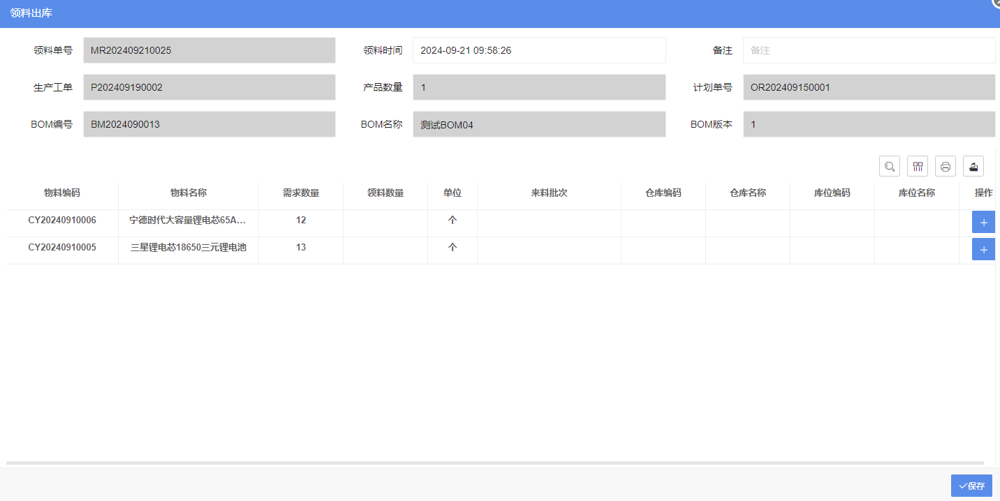 领料出库
领料单号 MR202409210025 领料时间 2024-09-21 09:58:26 备注 备注
生产工单 P202409190002 产品数量 1 计划单号 OR202409150001
BOM编号 BM2024090013 BOM名称 测试BOM04 BOM版本 1
物料编码 物料名称 需求数量 领料数量 单位 来料批次 仓库编码 仓库名称 库位编码 库位名称 操作
CY20240910006 宁德时代大容量锂电芯65A... 12 个 +
CY20240910005 三星锂电芯18650三元锂电池 13 个 +
保存